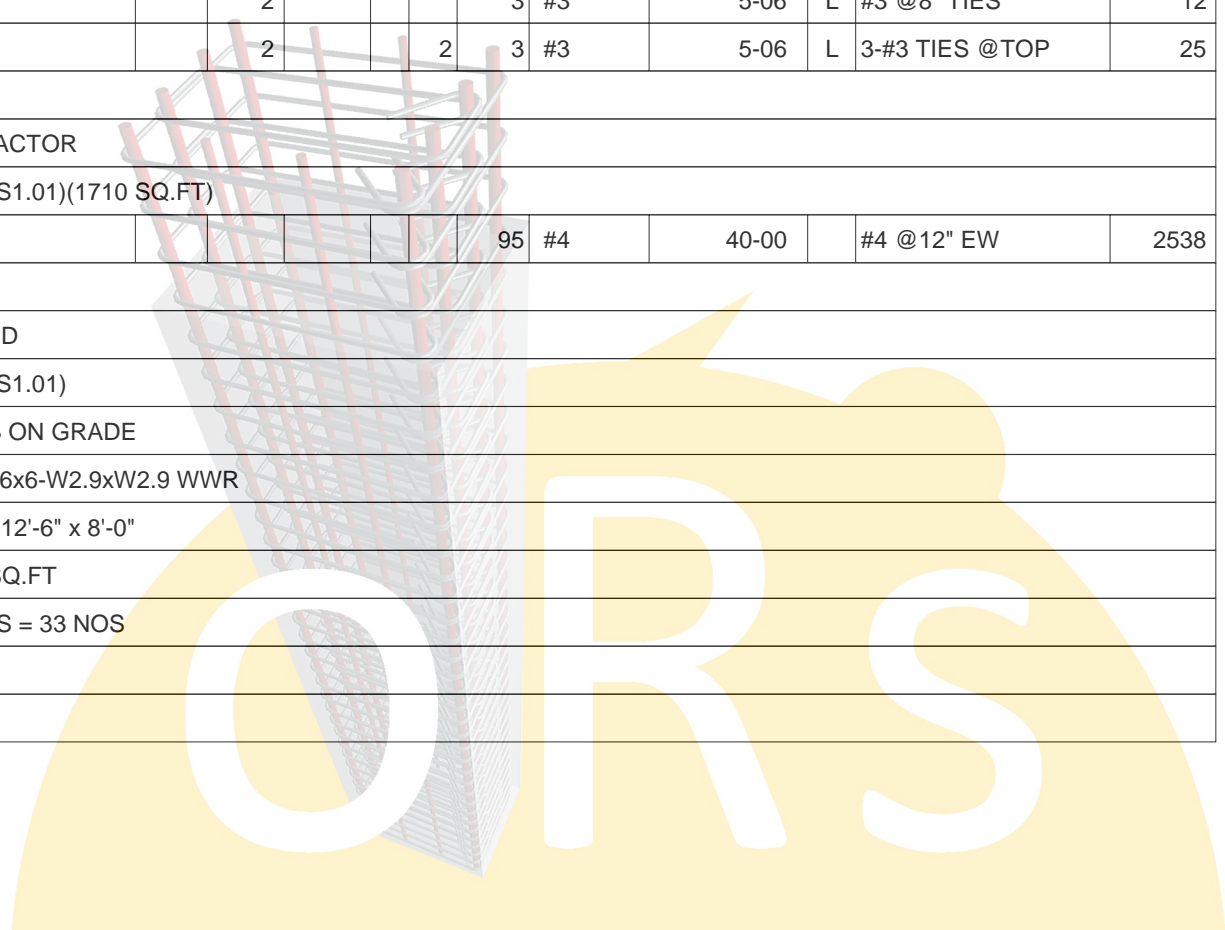 2 3 #3 5-06 L #3 @8" TIES 12
2 2 3 #3 5-06 L 3-#3 TIES @TOP 25
ACTOR
S1.01)(1710 SQ.FT)
95 #4 40-00 #4 @12" EW 2538
D
S1.01)
ON GRADE
6x6-W2.9xW2.9 WWR
12'-6" x 8'-0"
SQ.FT
S = 33 NOS
ORS